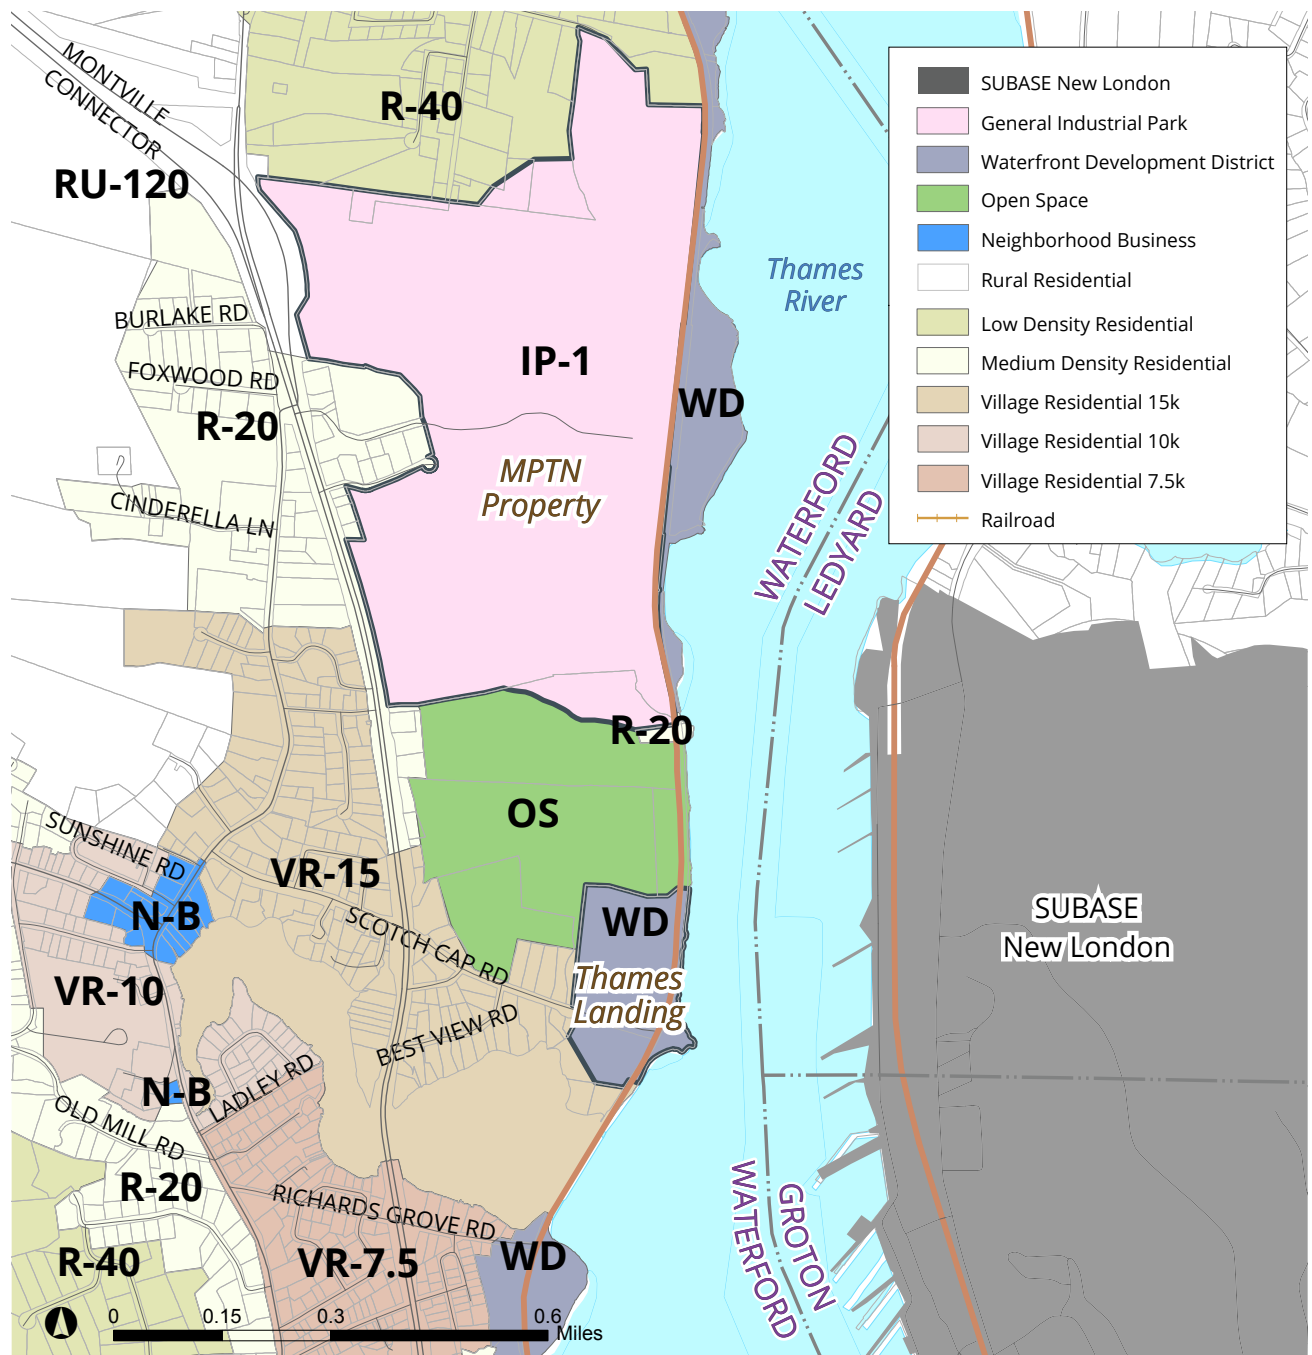 MONTVILLE
CONNECTOR
R-40
RU-120
SUBASE New London
General Industrial Park
Waterfront Development District
Open Space
Neighborhood Business
Rural Residential
Low Density Residential
Medium Density Residential
Village Residential 15k
Village Residential 10k
Village Residential 7.5k
Railroad
Thames
River
BURLAKE RD
FOXWOOD RD
IP-1
WD
R-20
MPTN
Property
CINDERELLA LN
WATERFORD
LEDYARD
R-20
OS
SUNSHINE RD
VR-15
N-B
SCOTCH CAP RD
WD
SUBASE
New London
VR-10
Thames
Landing
BEST VIEW RD
N-B
LADLEY RD
OLD MILL RD
R-20
RICHARDS GROVE RD
WATERFORD
GROTON
R-40
VR-7.5
WD
0 0.15 0.3 0.6
Miles